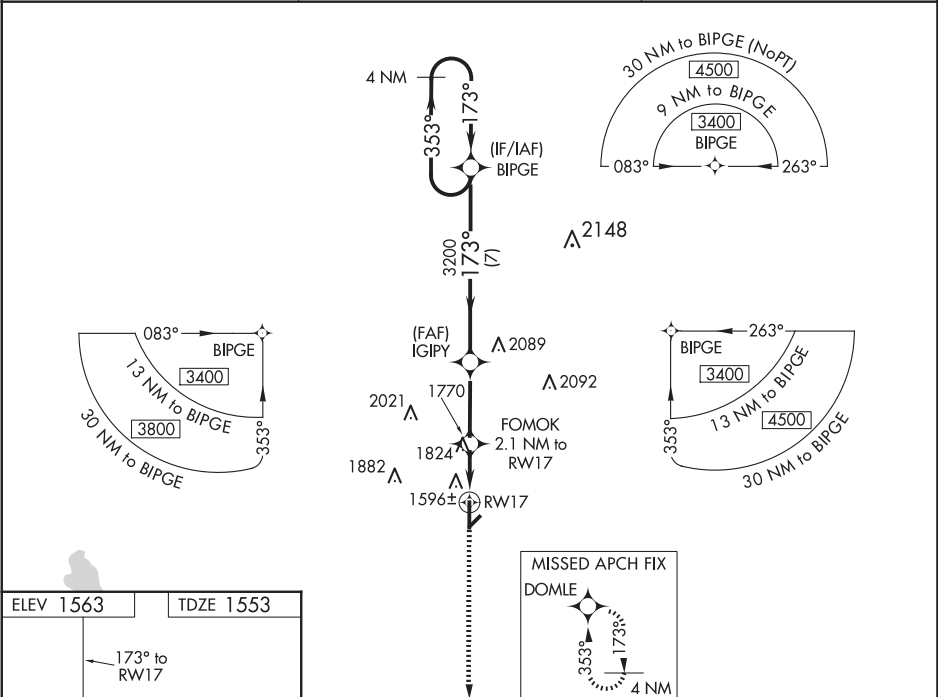 30 NM to BIPGE (NoPT)
4500
9 NM to BIPGE
3400
BIPGE
083°
263°
4 NM
353°
173°
(IF/IAF)
BIPGE
3200
173°
(7)
2148
083°
BIPGE
13 NM to BIPGE
3400
30 NM to BIPGE
3800
353°
(FAF)
IGIPY
2089
2092
1770
2021
FOMOK
2.1 NM to
RW17
1824
1882
1596±
RW17
263°
BIPGE
3400
13 NM to BIPGE
4500
30 NM to BIPGE
353°
ELEV 1563
TDZE 1553
173° to
RW17
MISSED APCH FIX
DOMLE
353°
173°
4 NM